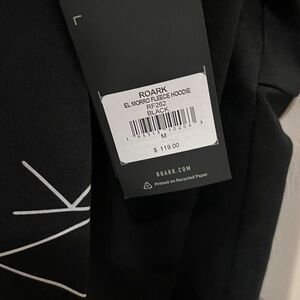 L
ROARK
EL MORRO FLEECE HOODIE
RF262
BLACK
M
$ 119.00
ROARK.COM
Printed on Recycled Paper